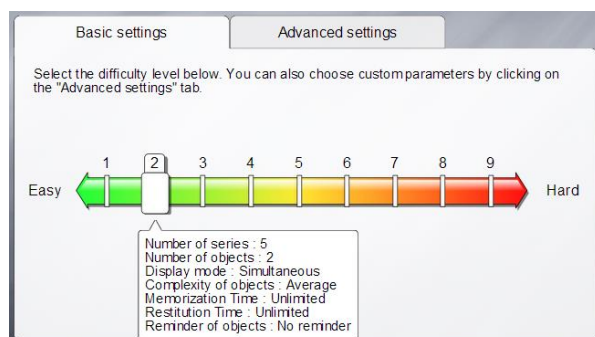 Basic settings
Advanced settings
Select the difficulty level below. You can also choose custom parameters by clicking on
the "Advanced settings" tab.
1 2 3 4 5 6 7 8 9
Easy
Hard
Number of series : 5
Number of objects : 2
Display mode : Simultaneous
Complexity of objects : Average
Memorization Time : Unlimited
Restitution Time : Unlimited
Reminder of objects : No reminder